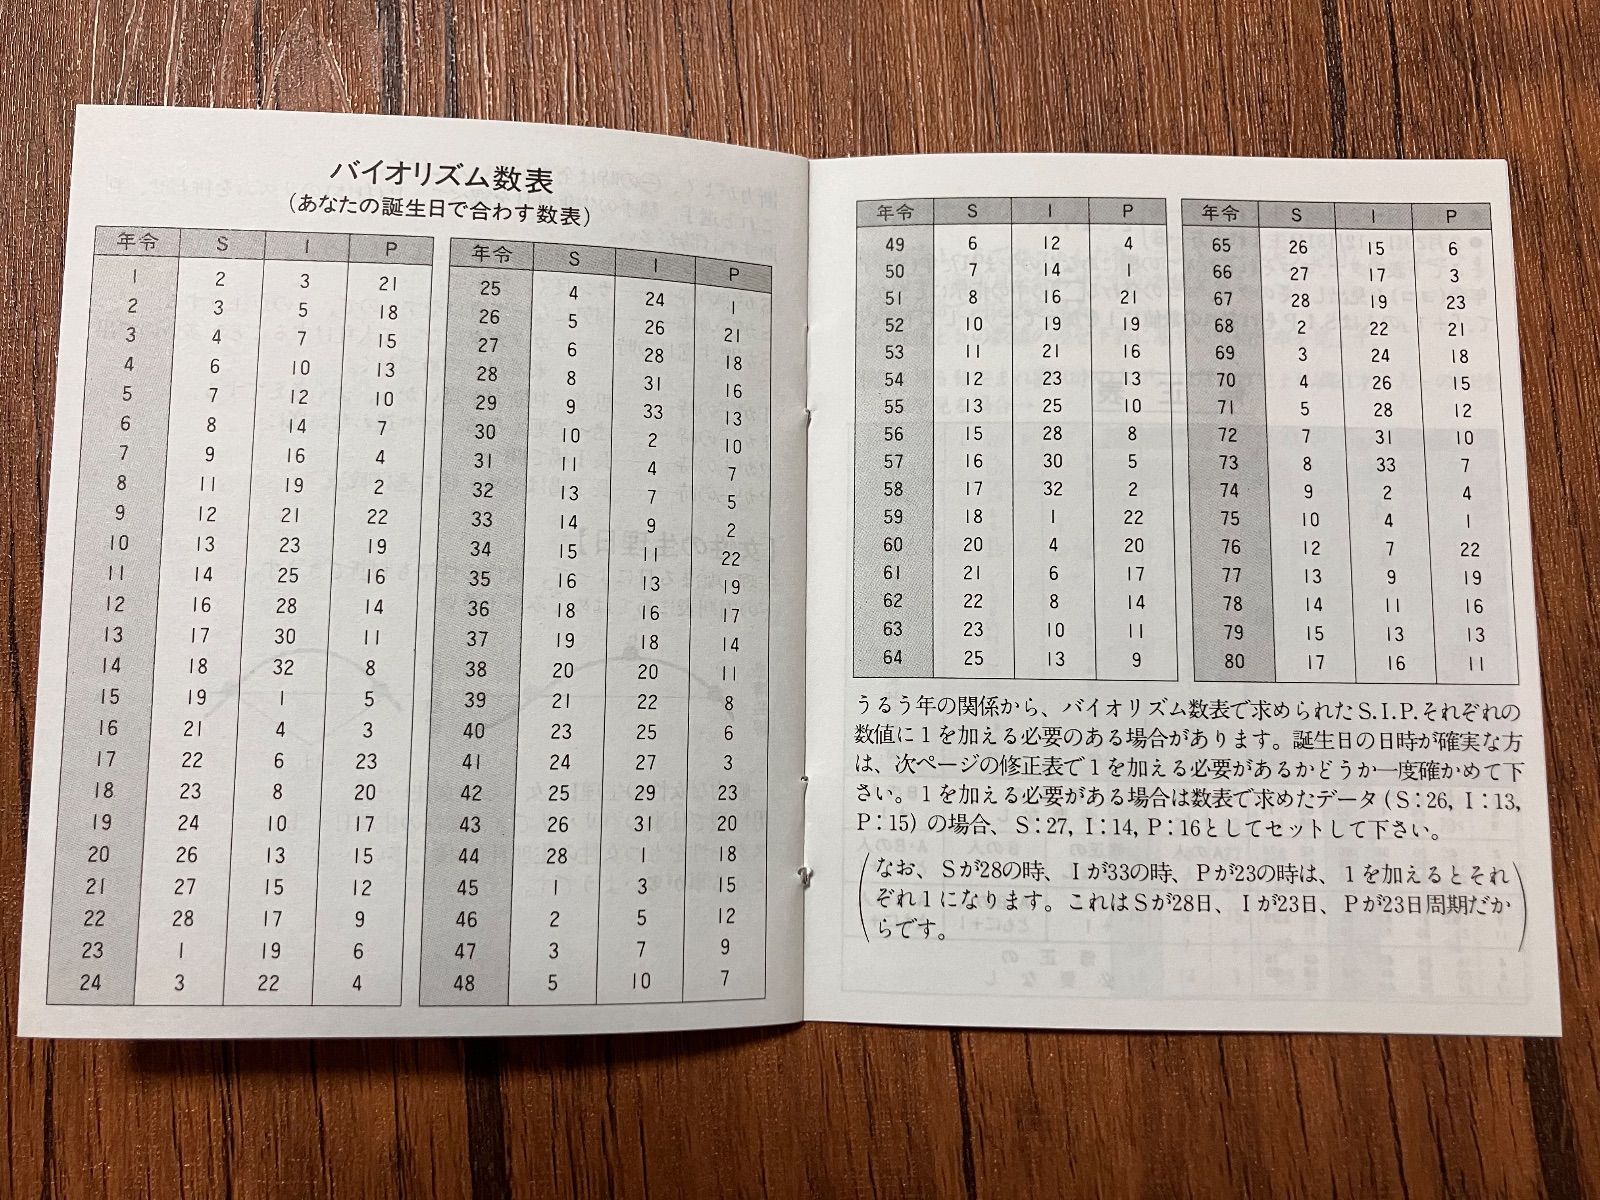 バイオリズム数表
(あなたの誕生日で合わす数表)
年令 S I P
1 2 3 21
2 3 5 18
3 4 7 15
4 6 10 13
5 7 12 10
6 8 14 7
7 9 16 4
8 11 19 2
9 12 21 22
10 13 23 19
11 14 25 16
12 16 28 14
13 17 30 11
14 18 32 8
15 19 1 5
16 21 4 3
17 22 6 23
18 23 8 20
19 24 10 17
20 26 13 15
21 27 15 12
22 28 17 9
23 1 19 6
24 3 22 4
年令 S I P
25 4 24 1
26 5 26 21
27 6 28 18
28 8 31 16
29 9 33 13
30 10 2 10
31 11 4 7
32 13 7 5
33 14 9 2
34 15 11 22
35 16 13 19
36 18 16 17
37 19 18 14
38 20 20 11
39 21 22 8
40 23 25 6
41 24 27 3
42 25 29 23
43 26 31 20
44 28 1 18
45 1 3 15
46 2 5 12
47 3 7 9
48 5 10 7
年令 S I P
49 6 12 4
50 7 14 1
51 8 16 21
52 10 19 19
53 11 21 16
54 12 23 13
55 13 25 10
56 15 28 8
57 16 30 5
58 17 32 2
59 18 1 22
60 20 4 20
61 21 6 17
62 22 8 14
63 23 10 11
64 25 13 9
年令 S I P
65 26 15 6
66 27 17 3
67 28 19 23
68 2 22 21
69 3 24 18
70 4 26 15
71 5 28 12
72 7 31 10
73 8 33 7
74 9 2 4
75 10 4 1
76 12 7 22
77 13 9 19
78 14 11 16
79 15 13 13
80 17 16 11
うるう年の関係から、バイオリズム数表で求められたS.I.P.それぞれの
数値に1を加える必要のある場合があります。誕生日の日時が確実な方
は、次ページの修正表で1を加える必要があるかどうか一度確かめて下
さい。1を加える必要がある場合は数表で求めたデータ(S:26, I:13,
P:15)の場合、S:27, I:14, P:16としてセットして下さい。
(なお、Sが28の時、Iが33の時、Pが23の時は、1を加えるとそれ
ぞれ1になります。これはSが28日、Iが23日、Pが23日周期だか
らです。)